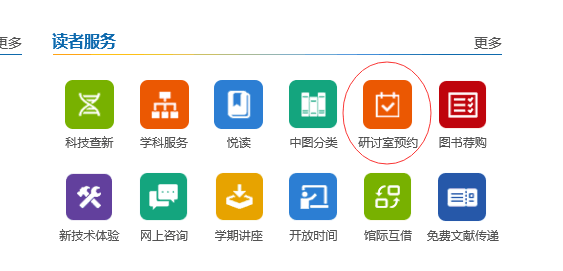 更多
读者服务 更多
科技查新 学科服务 悦读 中图分类 研讨室预约 图书荐购
新技术体验 网上咨询 学期讲座 开放时间 馆际互借 免费文献传递